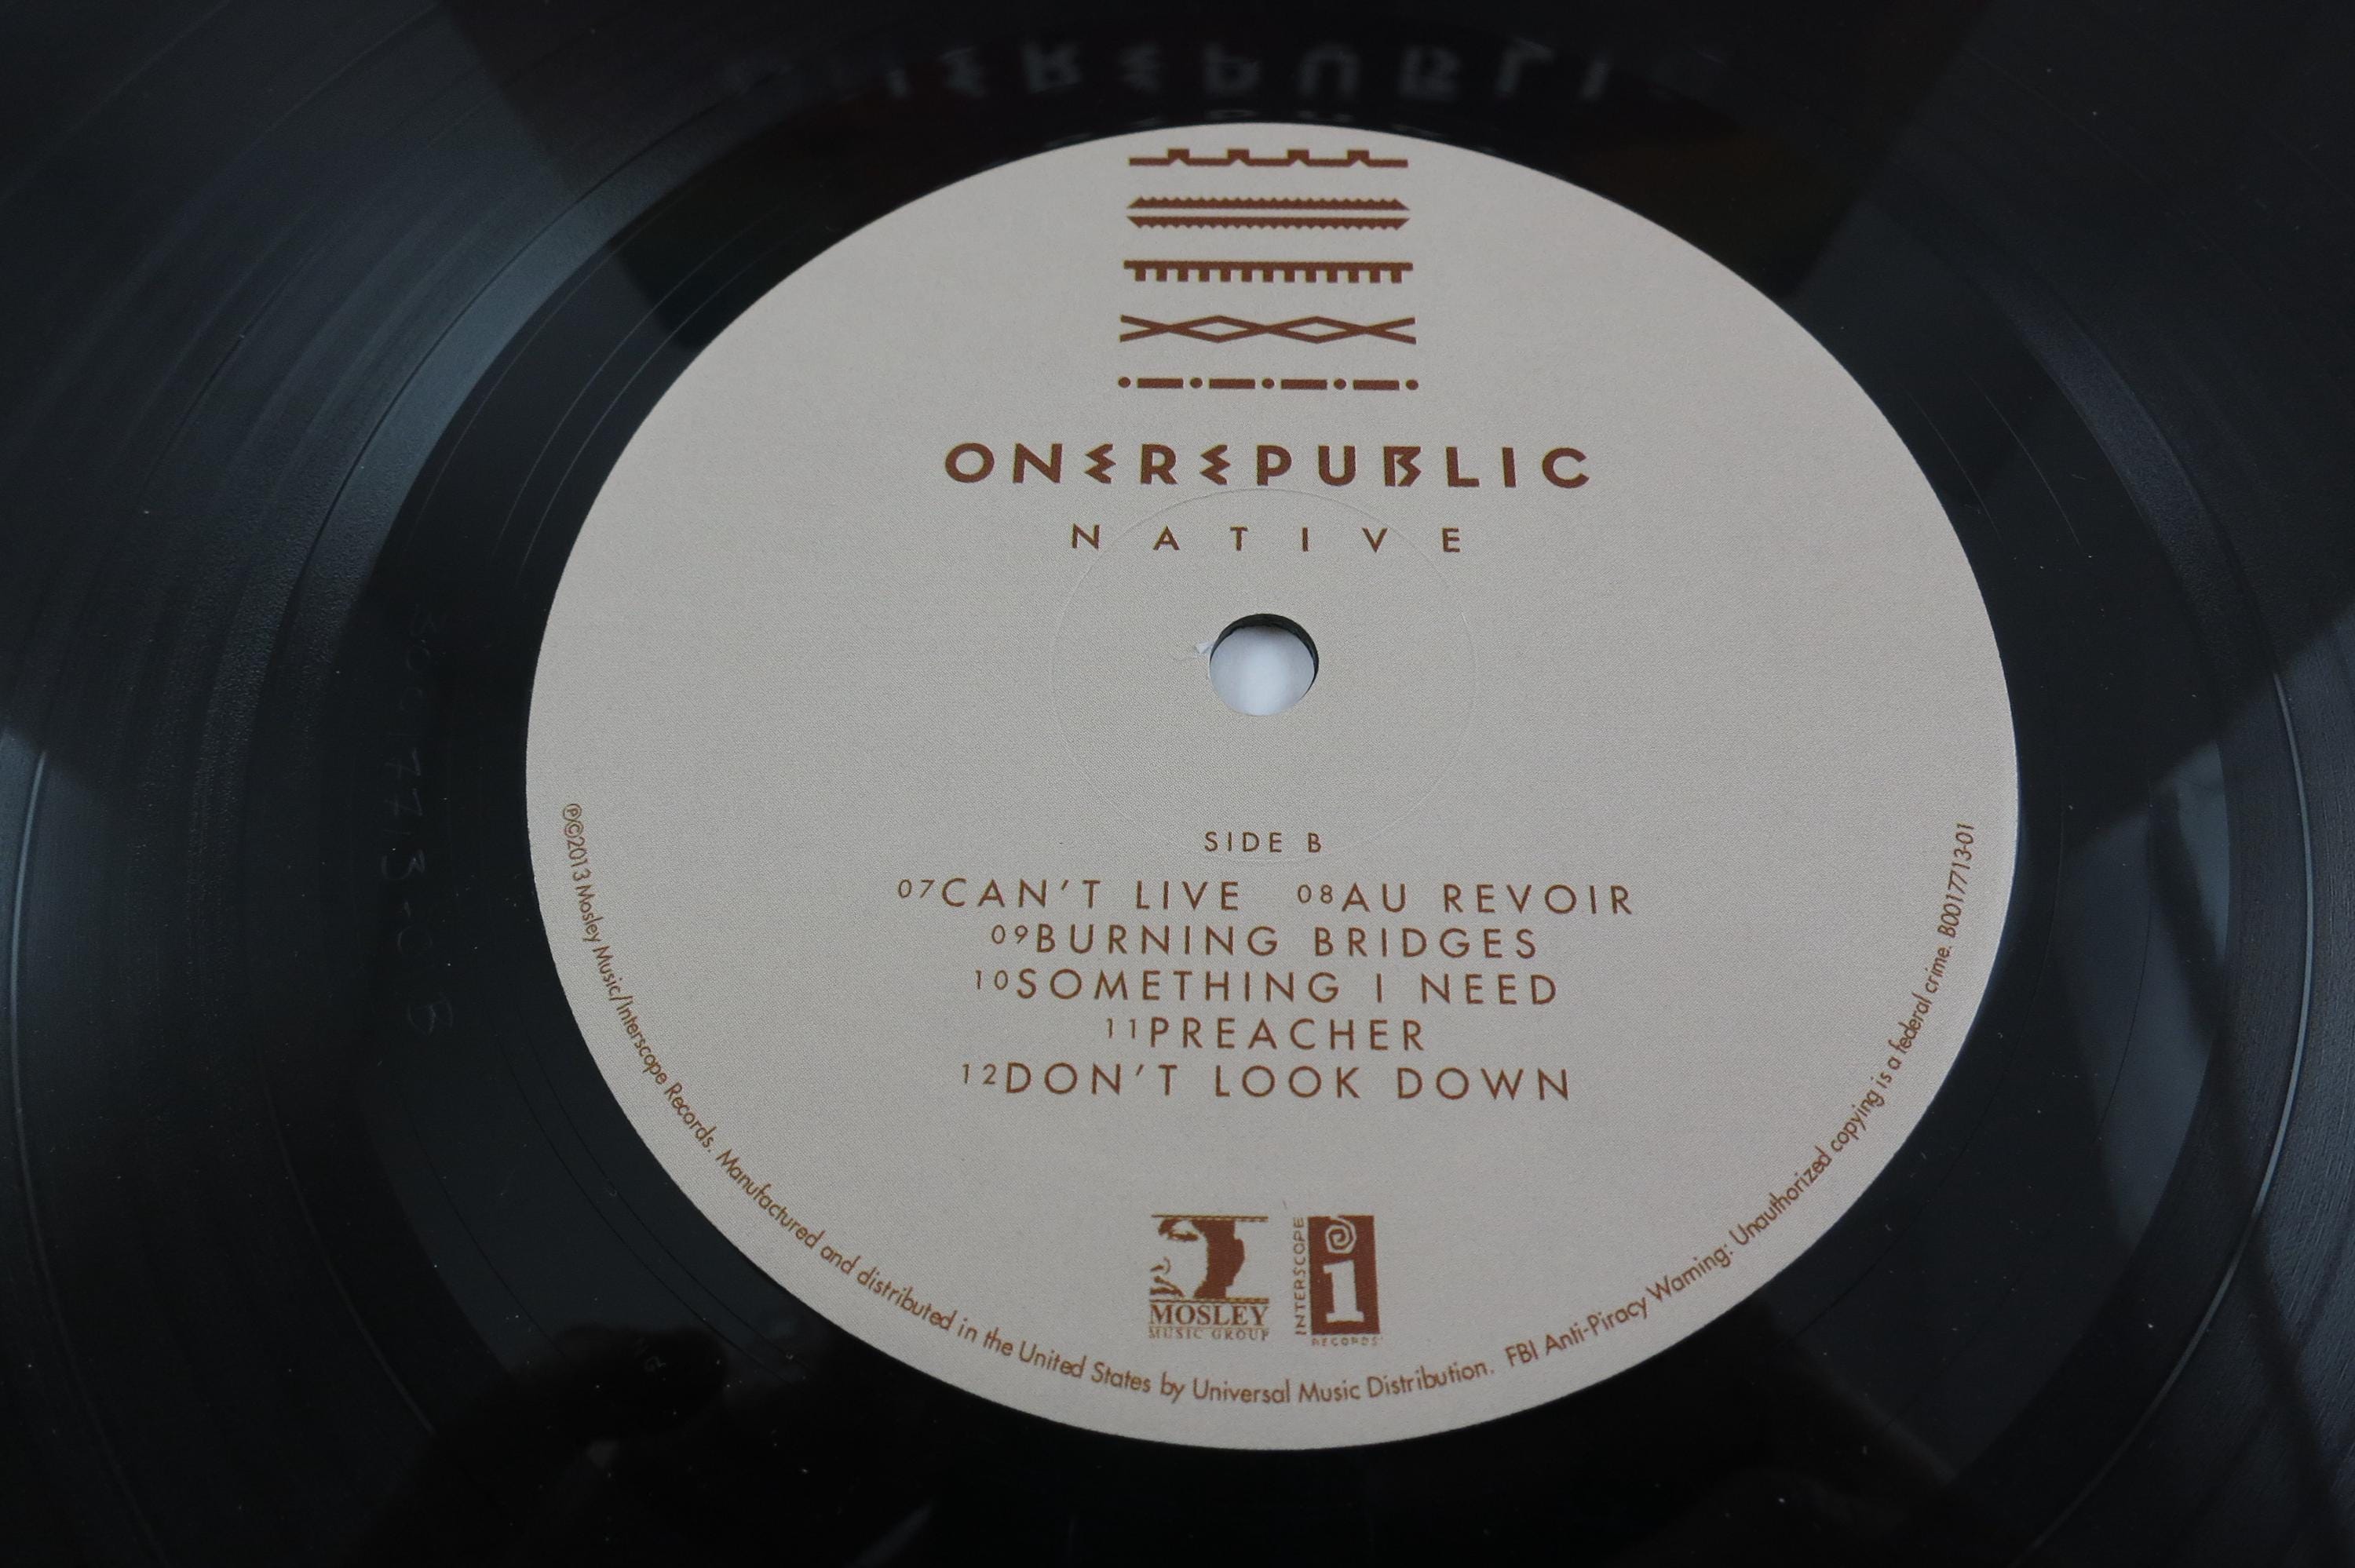 ONEREPUBLIC
NATIVE
SIDE B
07CAN'T LIVE 08AU REVOIR
09BURNING BRIDGES
10SOMETHING I NEED
11PREACHER
12DON'T LOOK DOWN
MOSLEY
MUSIC GROUP
INTERSCOPE
i
RECORDS
℗©2013 Mosley Music/Interscope Records. Manufactured and distributed in the United States by Universal Music Distribution. FBI Anti-Piracy Warning: Unauthorized copying is a federal crime. B0017713-01